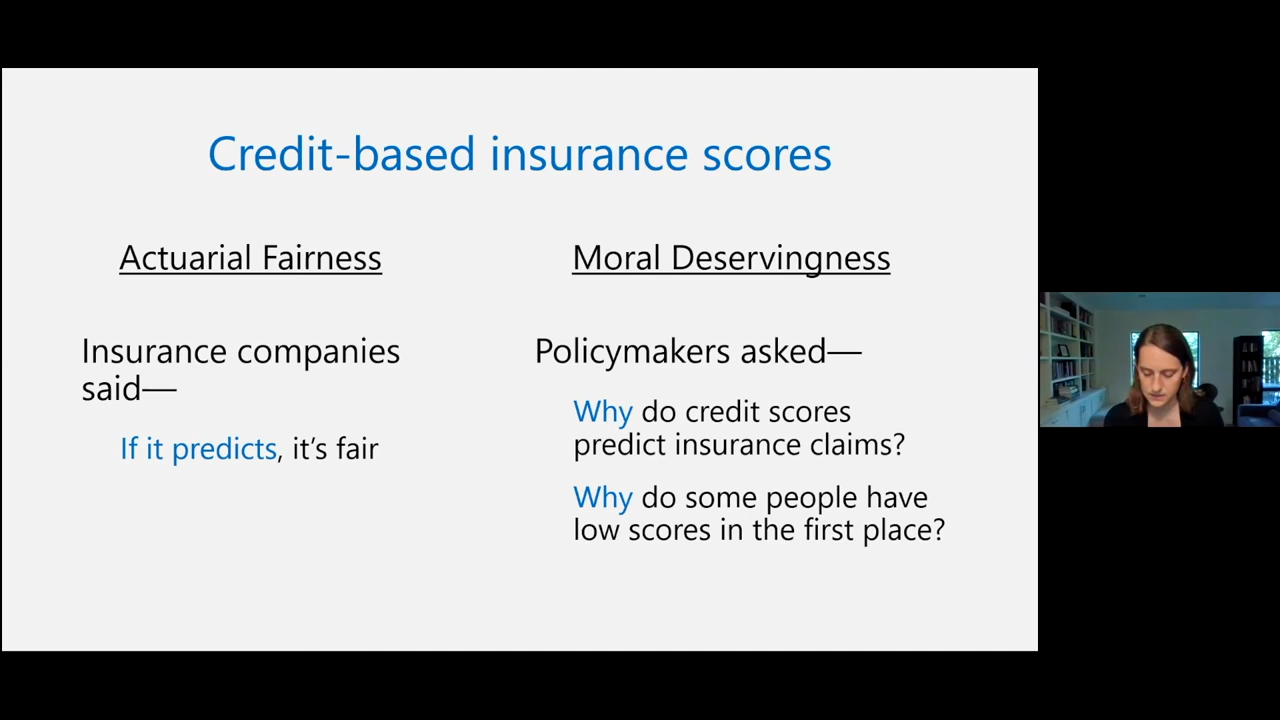 Credit-based insurance scores
Actuarial Fairness
Insurance companies
said—
If it predicts, it’s fair
Moral Deservingness
Policymakers asked—
Why do credit scores
predict insurance claims?
Why do some people have
low scores in the first place?